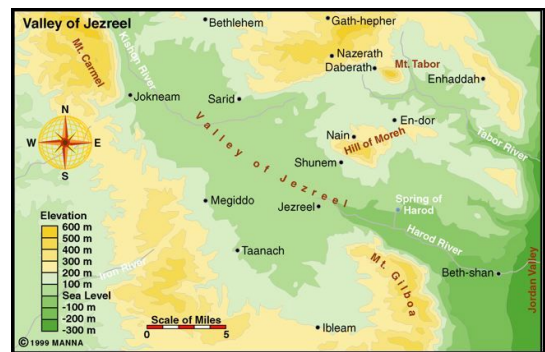 Valley of Jezreel
Bethlehem
Gath-hepher
Mt. Carmel
Kishon River
Nazerath
Mt. Tabor
Daberath
Enhaddah
Jokneam
Sarid
Valley of Jezreel
En-dor
Nain
Hill of Moreh
Tabor River
Shunem
N
W
E
S
Megiddo
Jezreel
Spring of
Harod
Harod River
Elevation
600 m
500 m
400 m
300 m
200 m
100 m
Sea Level
-100 m
-200 m
-300 m
Taanach
Iron River
Mt. Gilboa
Beth-shan
Jordan Valley
Scale of Miles
0
5
Ibleam
© 1999 MANNA